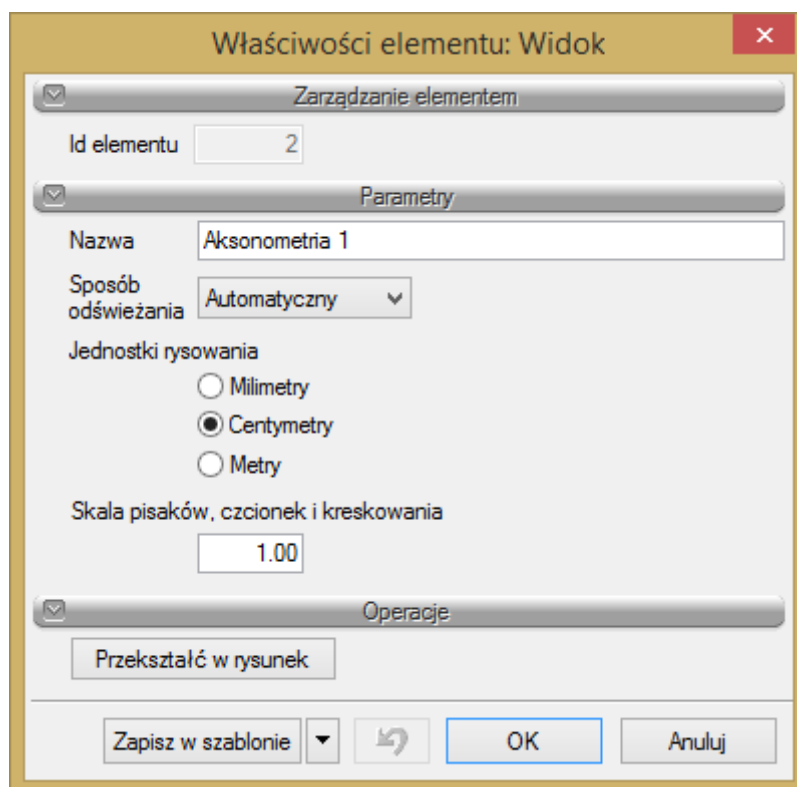 Właściwości elementu: Widok
Zarządzanie elementem
Id elementu 2
Parametry
Nazwa Aksonometria 1
Sposób
odświeżania Automatyczny
Jednostki rysowania
Milimetry
Centymetry
Metry
Skala pisaków, czcionek i kreskowania
1.00
Operacje
Przekształć w rysunek
Zapisz w szablonie OK Anuluj